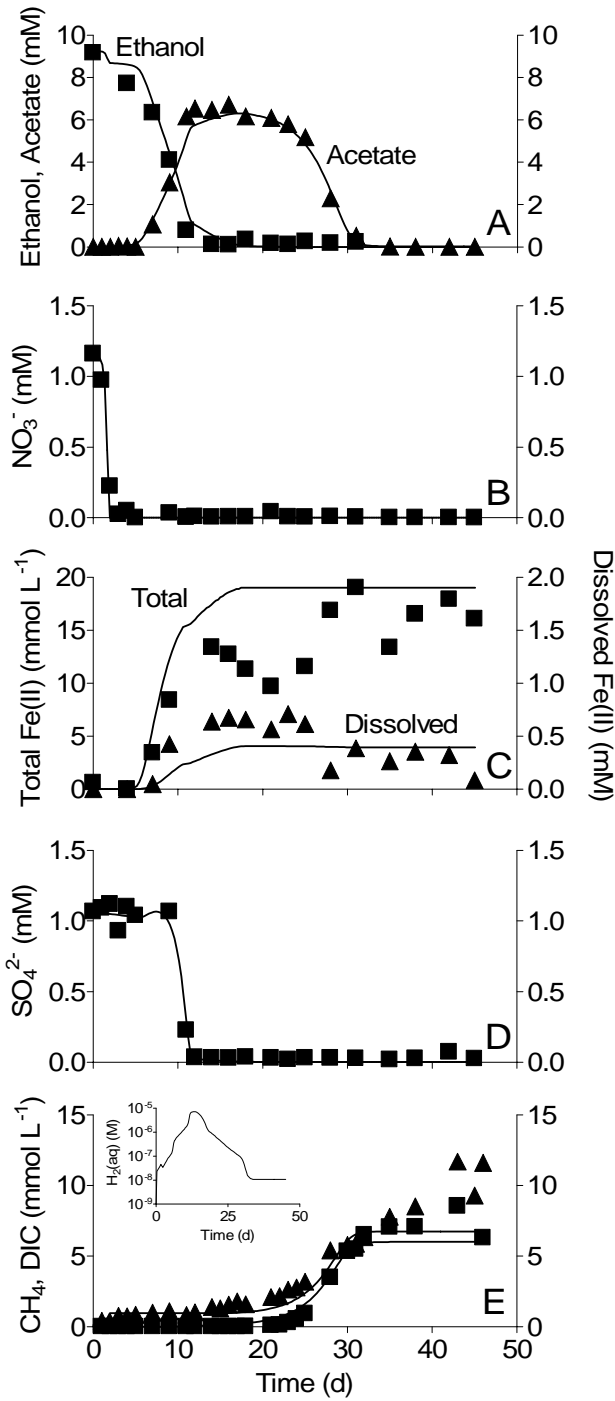 Ethanol, Acetate (mM)
10
8
6
4
2
0
Ethanol
Acetate
A
10
8
6
4
2
0
NO₃⁻ (mM)
1.5
1.0
0.5
0.0
B
1.5
1.0
0.5
0.0
Total Fe(II) (mmol L⁻¹)
20
15
10
5
0
Total
Dissolved
C
2.0
1.6
1.2
0.8
0.4
0.0
Dissolved Fe(II) (mM)
SO₄²⁻ (mM)
1.5
1.0
0.5
0.0
D
1.5
1.0
0.5
0.0
CH₄, DIC (mmol L⁻¹)
15
10
5
0
H₂(aq) (M)
10⁻⁵
10⁻⁶
10⁻⁷
10⁻⁸
10⁻⁹
0 25 50
Time (d)
E
15
10
5
0
0 10 20 30 40 50
Time (d)